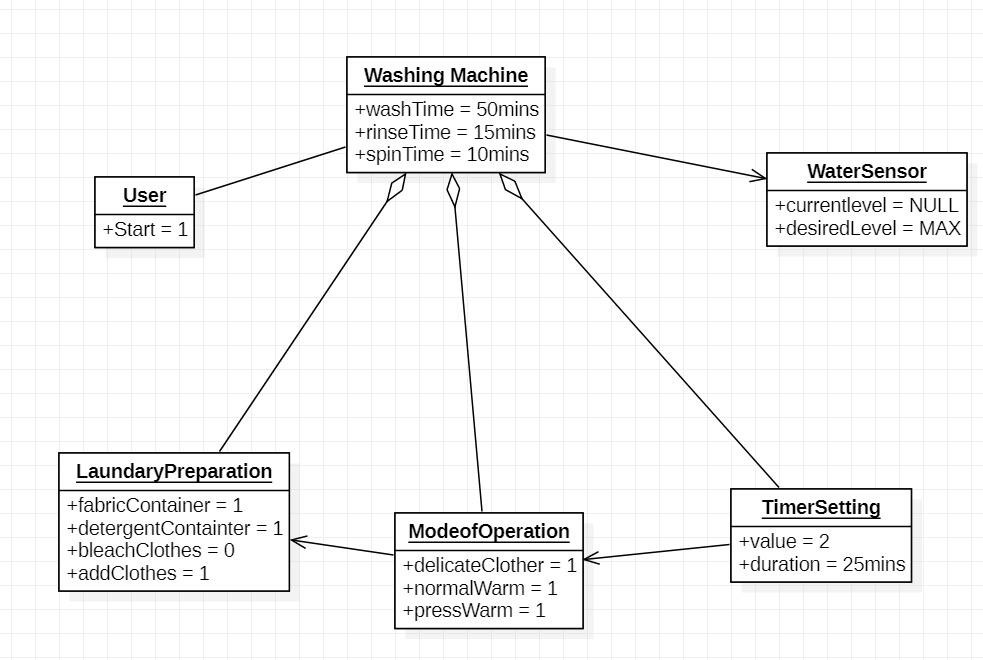 Washing Machine
+washTime = 50mins
+rinseTime = 15mins
+spinTime = 10mins
User
+Start = 1
WaterSensor
+currentlevel = NULL
+desiredLevel = MAX
LaundaryPreparation
+fabricContainer = 1
+detergentContainter = 1
+bleachClothes = 0
+addClothes = 1
ModeofOperation
+delicateClother = 1
+normalWarm = 1
+pressWarm = 1
TimerSetting
+value = 2
+duration = 25mins